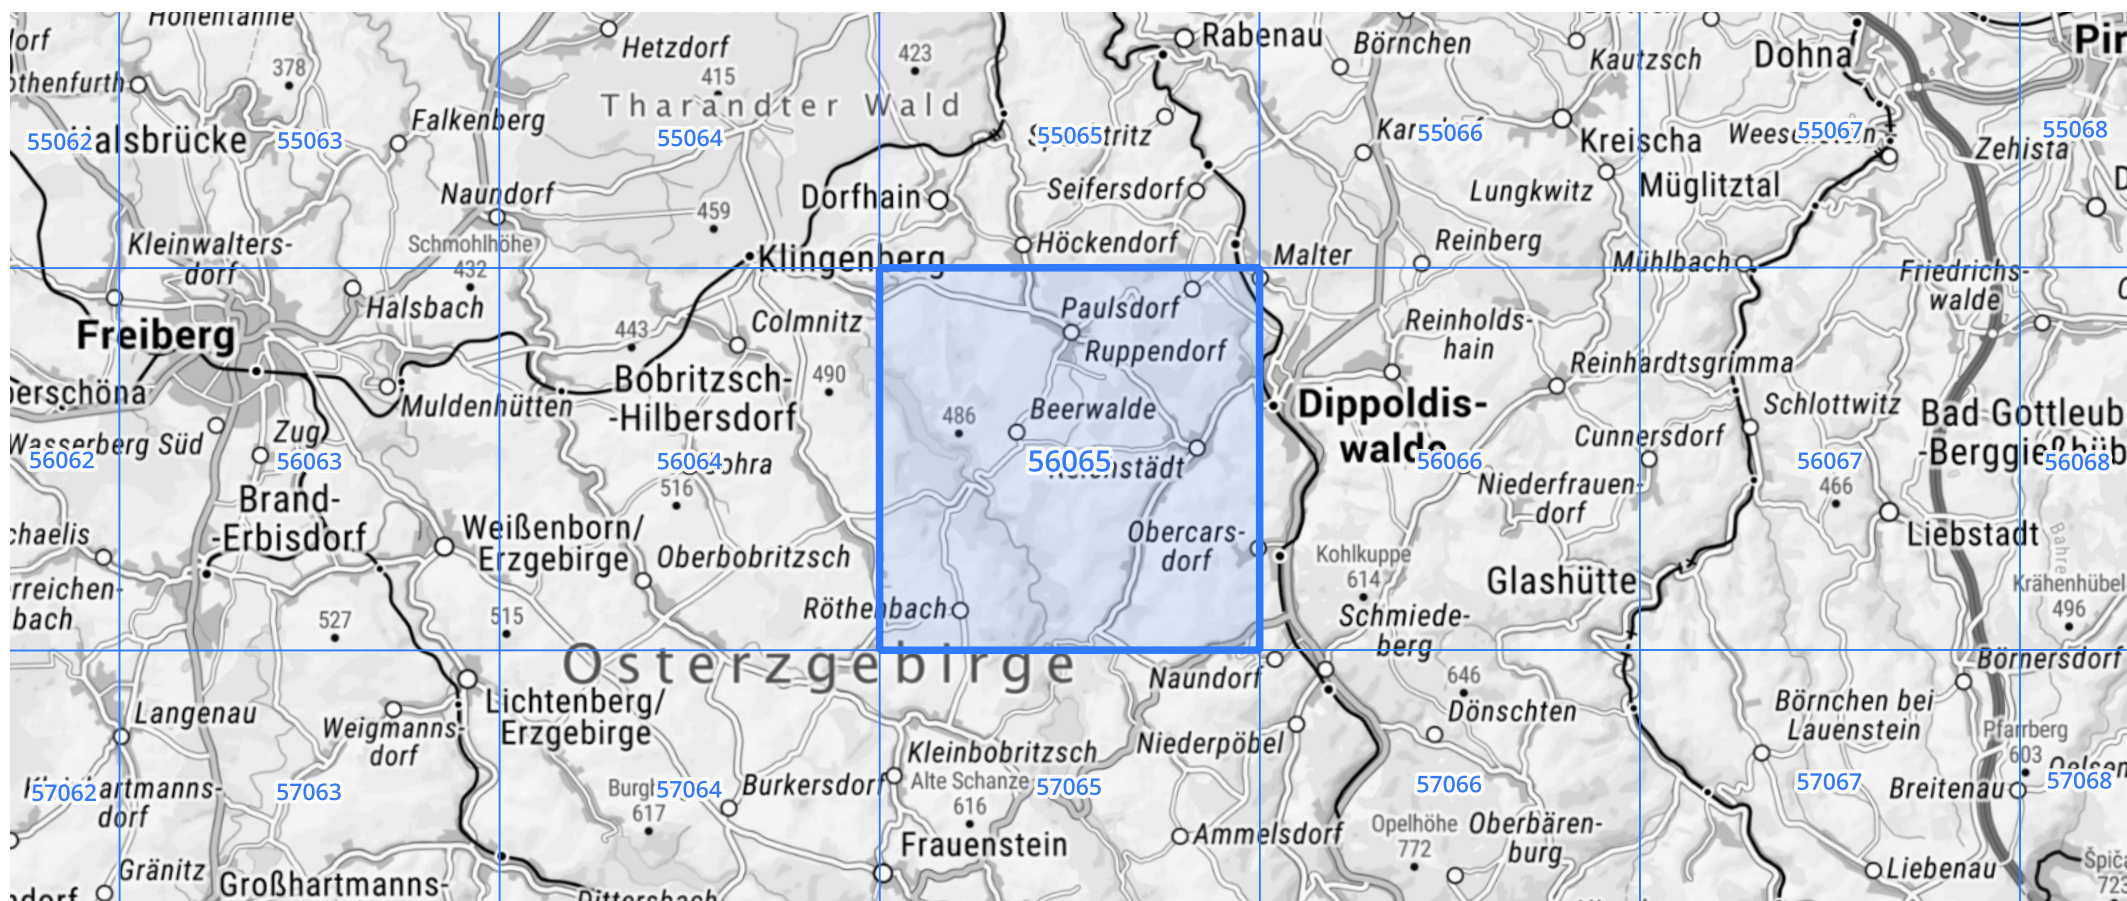 Hohentanne
Hetzdorf
423
Rabenau
Börnchen
Kautzsch
Dohna
378
415
Tharandter Wald
Falkenberg
55062
55063
55064
55065
55066
55067
55068
Kreischa
Zehista
Naundorf
Dorfhain
Seifersdorf
Lungkwitz
Müglitztal
459
Kleinwalters-
dorf
Schmohlhöhe
432
Klingenberg
Höckendorf
Malter
Reinberg
Mühlbach
Friedrichs-
walde
Halsbach
Freiberg
443
Colmnitz
Paulsdorf
Ruppendorf
Reinholds-
hain
Reinhardtsgrimma
Muldenhütten
Bobritzsch-
-Hilbersdorf
490
486
Beerwalde
Dippoldis-
walde
Schlottwitz
Bad Gottleub
Wasserberg Süd
Zug
Cunnersdorf
56062
56063
56064
56065
56066
56067
56068
516
466
Niederfrauen-
dorf
Brand-
-Erbisdorf
Weißenborn/
Erzgebirge
Oberbobritzsch
Obercars-
dorf
Kohlkuppe
614
Glashütte
Liebstadt
Bahre
Krähenhübel
496
527
515
Röthenbach
Schmiede-
berg
Osterzgebirge
Börnersdorf
Naundorf
646
Dönschten
Langenau
Weigmanns-
dorf
Lichtenberg/
Erzgebirge
Kleinbobritzsch
Niederpöbel
Börnchen bei
Lauenstein
Pfarrberg
603
Alte Schanze
616
57062
57063
57064
57065
57066
57067
57068
617
Burkersdorf
Breitenau
Frauenstein
Ammelsdorf
Opelhöhe
772
Oberbären-
burg
Gränitz
Großhartmanns-
Dittersbach
Liebenau